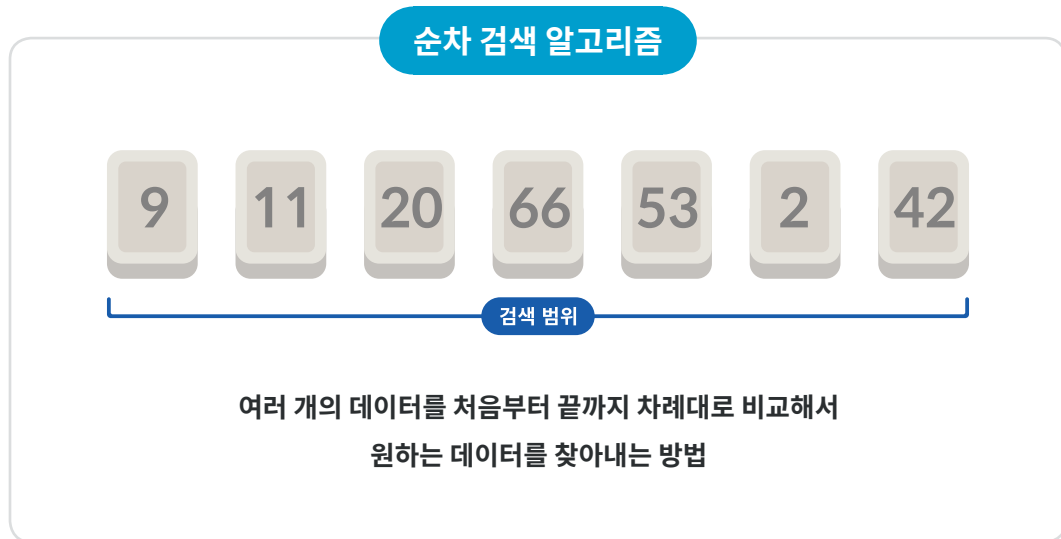 순차 검색 알고리즘
9 11 20 66 53 2 42
검색 범위
여러 개의 데이터를 처음부터 끝까지 차례대로 비교해서
원하는 데이터를 찾아내는 방법